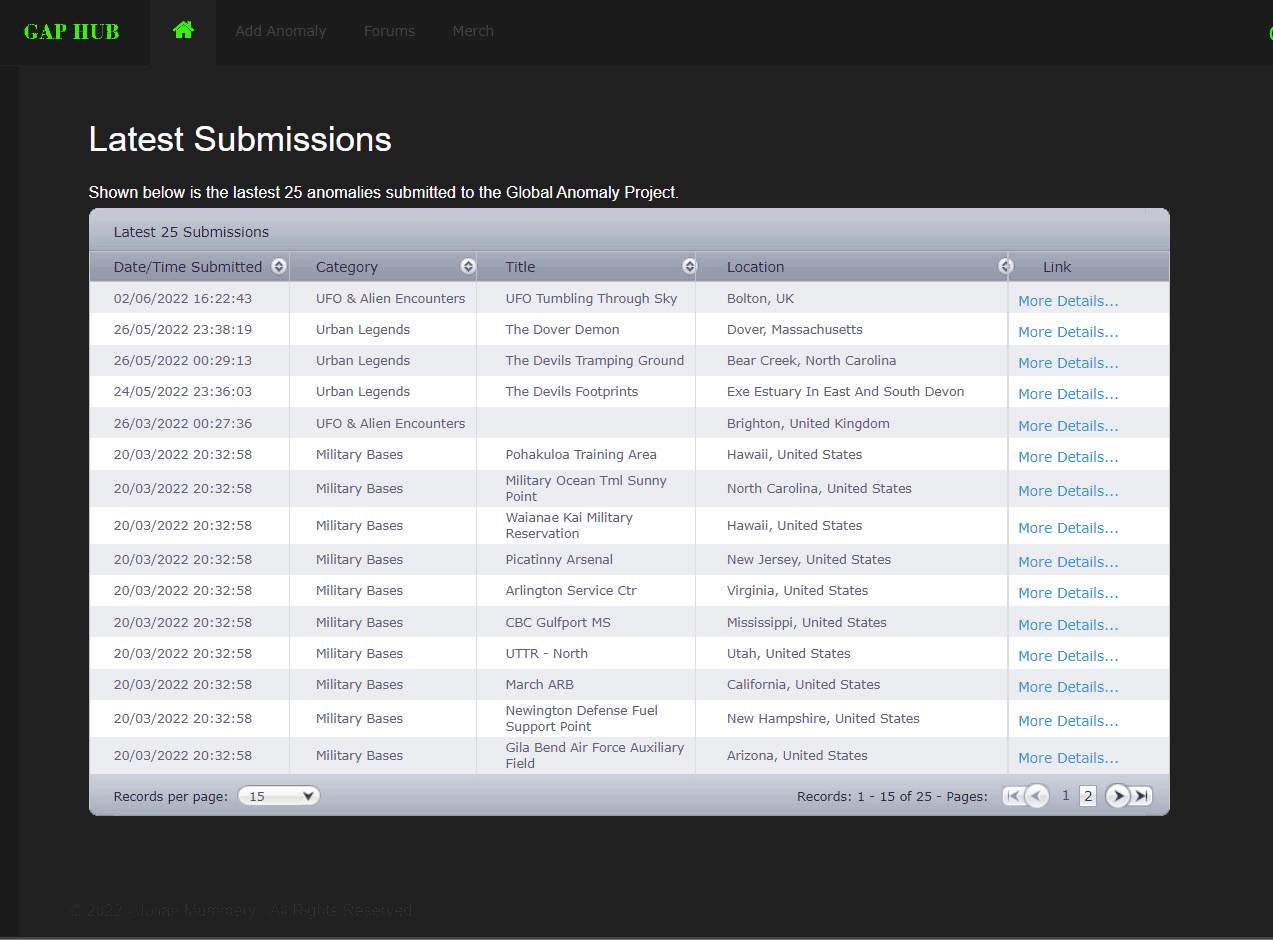 GAP HUB Add Anomaly Forums Merch
Latest Submissions
Shown below is the lastest 25 anomalies submitted to the Global Anomaly Project.
Latest 25 Submissions
Date/Time Submitted Category Title Location Link
02/06/2022 16:22:43 UFO & Alien Encounters UFO Tumbling Through Sky Bolton, UK More Details...
26/05/2022 23:38:19 Urban Legends The Dover Demon Dover, Massachusetts More Details...
26/05/2022 00:29:13 Urban Legends The Devils Tramping Ground Bear Creek, North Carolina More Details...
24/05/2022 23:36:03 Urban Legends The Devils Footprints Exe Estuary In East And South Devon More Details...
26/03/2022 00:27:36 UFO & Alien Encounters Brighton, United Kingdom More Details...
20/03/2022 20:32:58 Military Bases Pohakuloa Training Area Hawaii, United States More Details...
20/03/2022 20:32:58 Military Bases Military Ocean Tml Sunny
Point North Carolina, United States More Details...
20/03/2022 20:32:58 Military Bases Waianae Kai Military
Reservation Hawaii, United States More Details...
20/03/2022 20:32:58 Military Bases Picatinny Arsenal New Jersey, United States More Details...
20/03/2022 20:32:58 Military Bases Arlington Service Ctr Virginia, United States More Details...
20/03/2022 20:32:58 Military Bases CBC Gulfport MS Mississippi, United States More Details...
20/03/2022 20:32:58 Military Bases UTTR - North Utah, United States More Details...
20/03/2022 20:32:58 Military Bases March ARB California, United States More Details...
20/03/2022 20:32:58 Military Bases Newington Defense Fuel
Support Point New Hampshire, United States More Details...
20/03/2022 20:32:58 Military Bases Gila Bend Air Force Auxiliary
Field Arizona, United States More Details...
Records per page: 15 Records: 1 - 15 of 25 - Pages: 1 2
© 2022 - Mummery All Rights Reserved